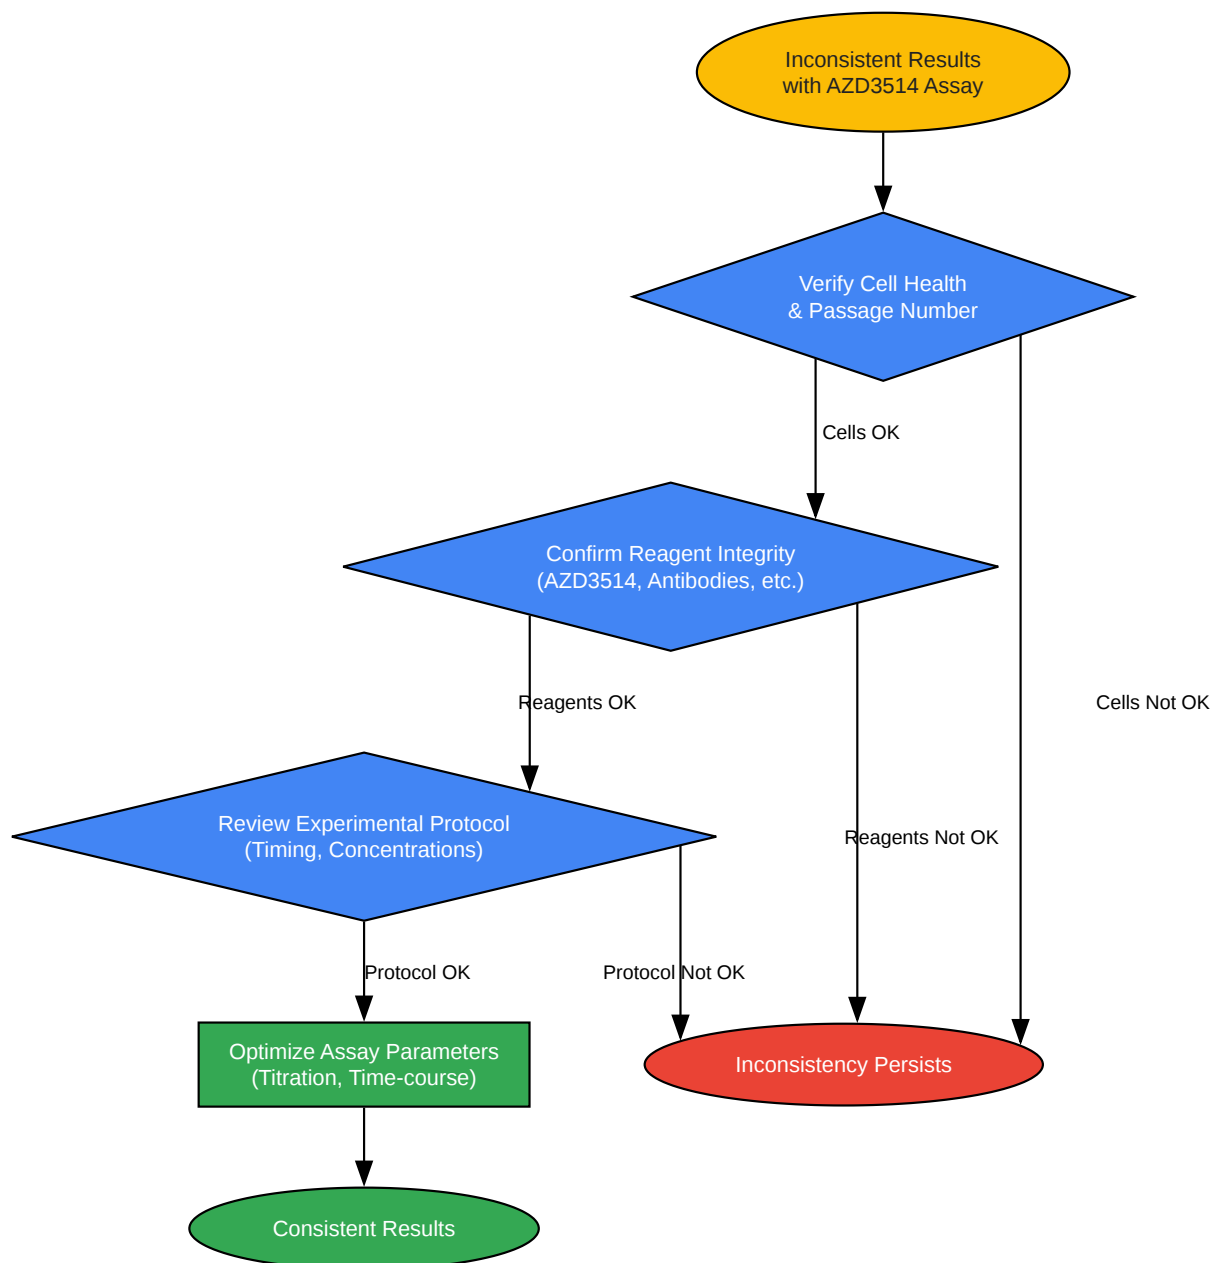 Inconsistent Results
with AZD3514 Assay
Verify Cell Health
& Passage Number
Cells OK
Confirm Reagent Integrity
(AZD3514, Antibodies, etc.)
Reagents OK
Cells Not OK
Review Experimental Protocol
(Timing, Concentrations)
Reagents Not OK
Protocol OK
Protocol Not OK
Optimize Assay Parameters
(Titration, Time-course)
Inconsistency Persists
Consistent Results